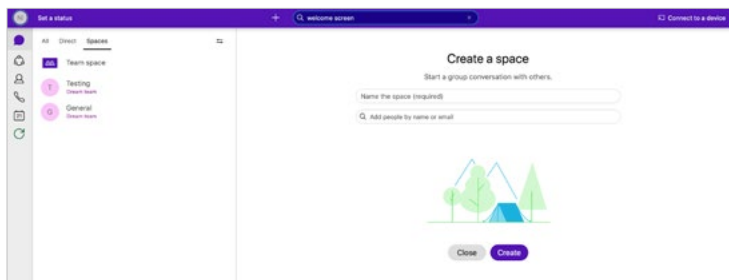 Set a status
welcome screen
Connect to a device
All Direct Spaces
Team space
T
Testing
Dream team
G
General
Dream team
Create a space
Start a group conversation with others.
Name the space (required)
Add people by name or email
Close Create